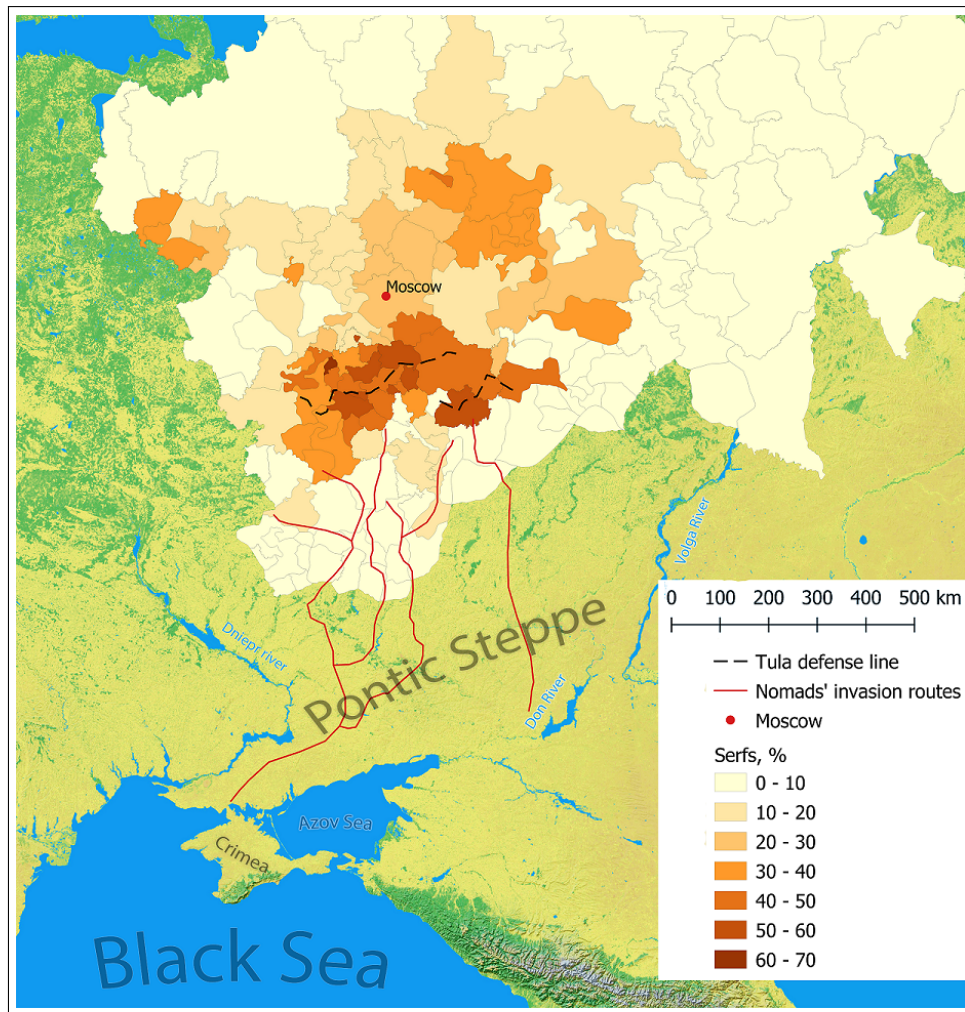 Moscow
Volga River
Dniepr river
Pontic Steppe
Don River
Azov Sea
Crimea
Black Sea
0 100 200 300 400 500 km
Tula defense line
Nomads' invasion routes
Moscow
Serfs, %
0 - 10
10 - 20
20 - 30
30 - 40
40 - 50
50 - 60
60 - 70